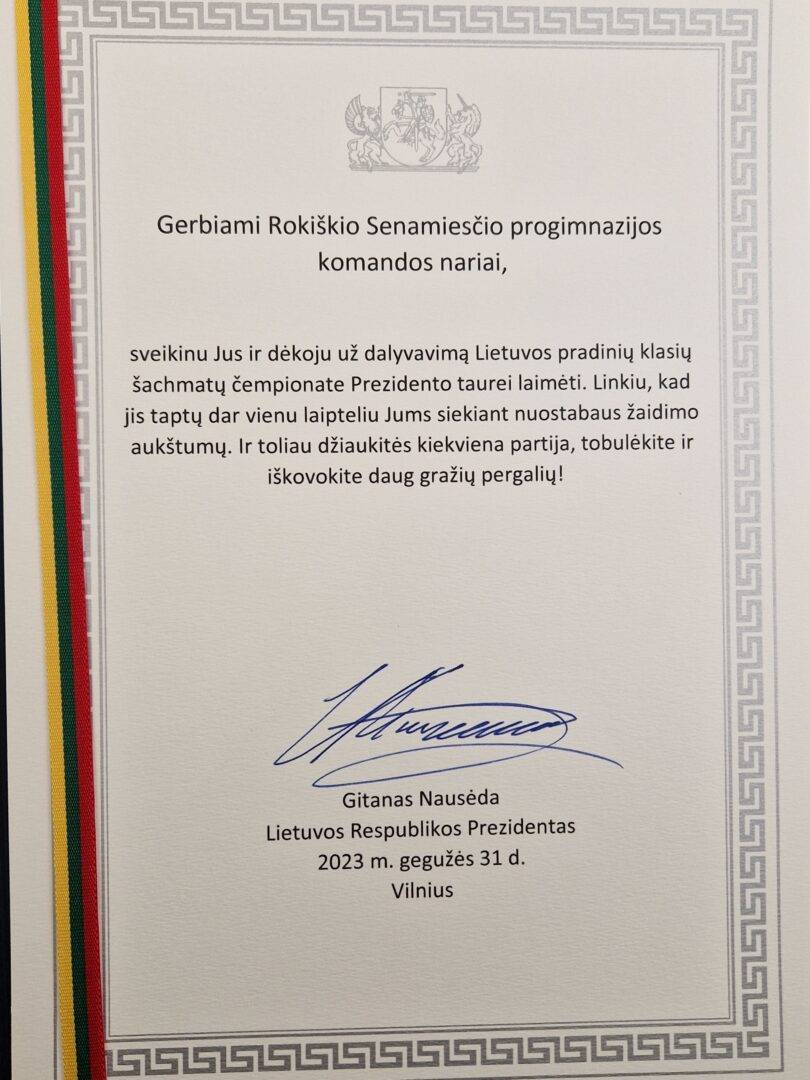 Gerbiami Rokiškio Senamiesčio progimnazijos
komandos nariai,
sveikinu Jus ir dėkoju už dalyvavimą Lietuvos pradinių klasių
šachmatų čempionate Prezidento taurei laimėti. Linkiu, kad
jis taptų dar vienu laipteliu Jums siekiant nuostabaus žaidimo
aukštumų. Ir toliau džiaukitės kiekviena partija, tobulėkite ir
iškovokite daug gražių pergalių!
Gitanas Nausėda
Lietuvos Respublikos Prezidentas
2023 m. gegužės 31 d.
Vilnius